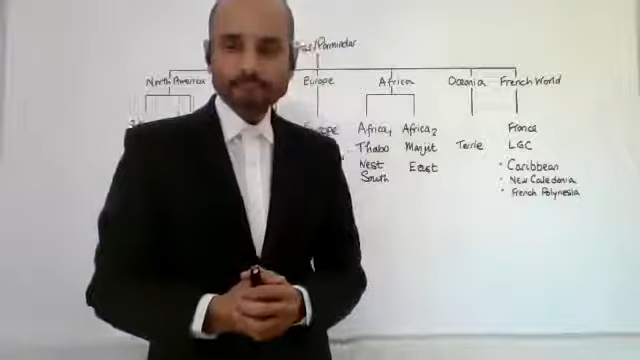 /Parminder
North America Europe Africa Oceania French World
Europe Africa1 Africa2 France
Thabo Manjit Terrie LGC
West East • Caribbean
South • New Caledonia
• French Polynesia